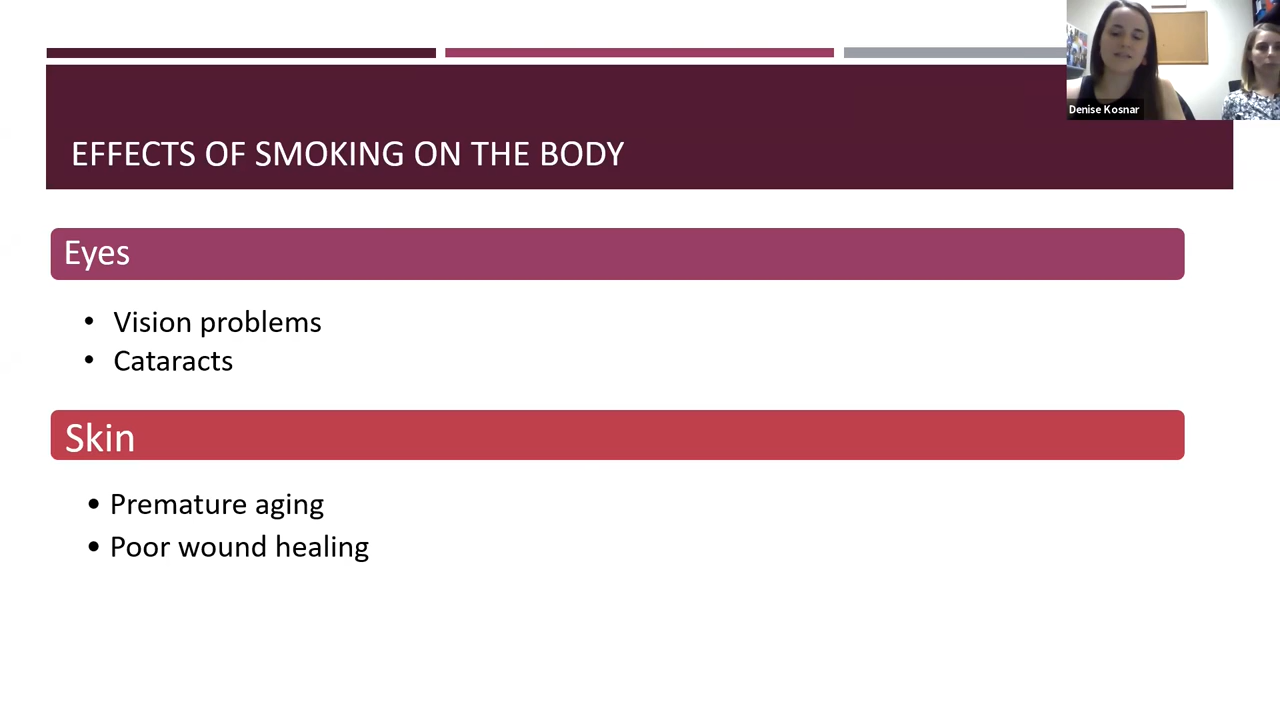 Denise Kosnar
EFFECTS OF SMOKING ON THE BODY
Eyes
• Vision problems
• Cataracts
Skin
• Premature aging
• Poor wound healing